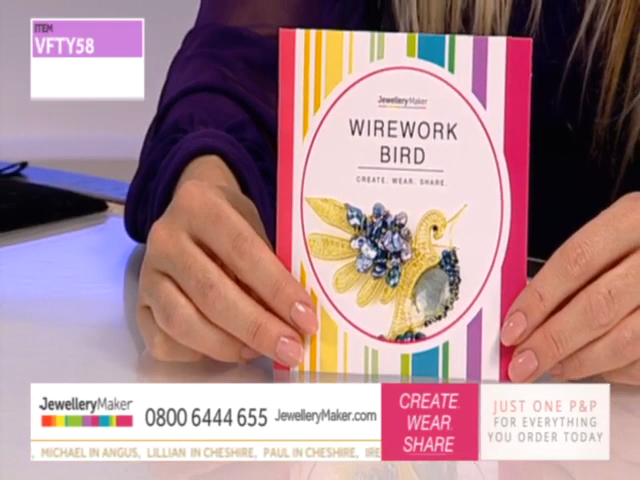 ITEM
VFTY58
JewelleryMaker
WIREWORK
BIRD
CREATE. WEAR. SHARE.
JewelleryMaker
0800 6444 655
JewelleryMaker.com
CREATE.
WEAR.
SHARE
JUST ONE P&P
FOR EVERYTHING
YOU ORDER TODAY
, MICHAEL IN ANGUS, LILLIAN IN CHESHIRE, PAUL IN CHESHIRE, IRE